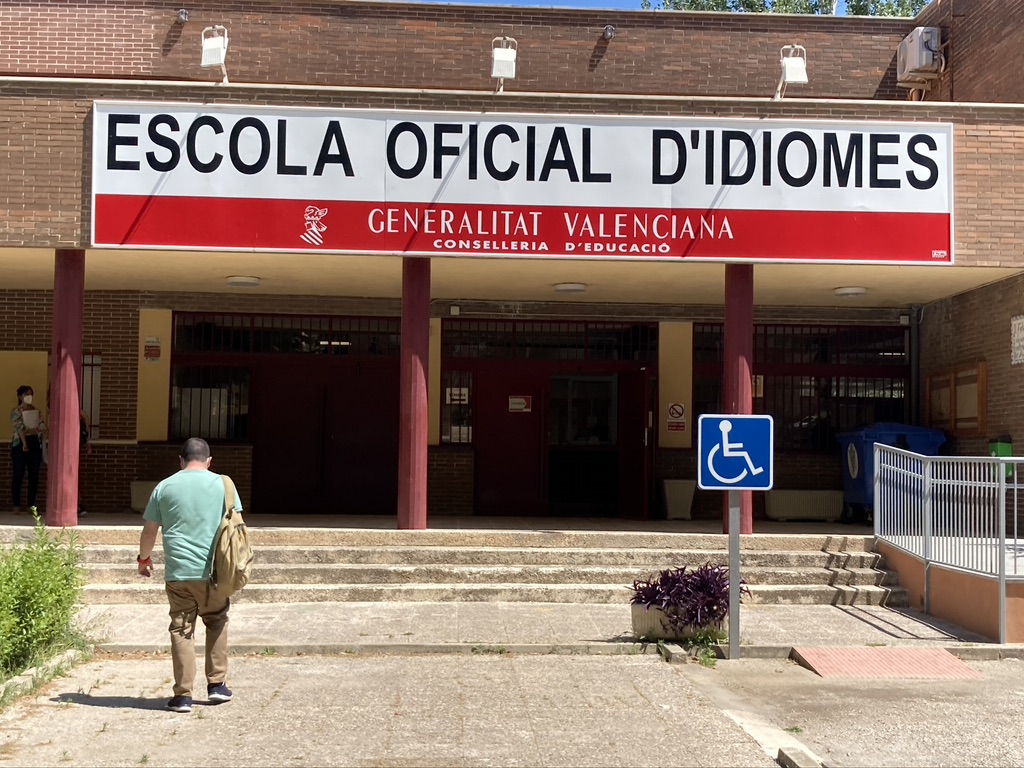 ESCOLA OFICIAL D'IDIOMES
GENERALITAT VALENCIANA
CONSELLERIA D'EDUCACIÓ